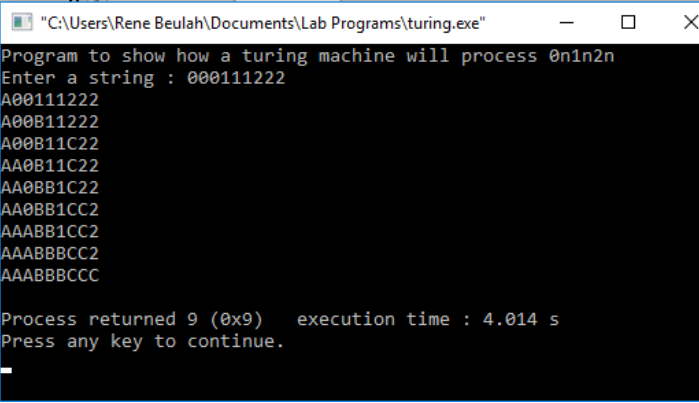 "C:\Users\Rene Beulah\Documents\Lab Programs\turing.exe"
Program to show how a turing machine will process 0n1n2n
Enter a string : 000111222
A00111222
A00B11222
A00B11C22
AA0B11C22
AA0BB1C22
AA0BB1CC2
AAABB1CC2
AAABBBCC2
AAABBBCCC
Process returned 9 (0x9)   execution time : 4.014 s
Press any key to continue.